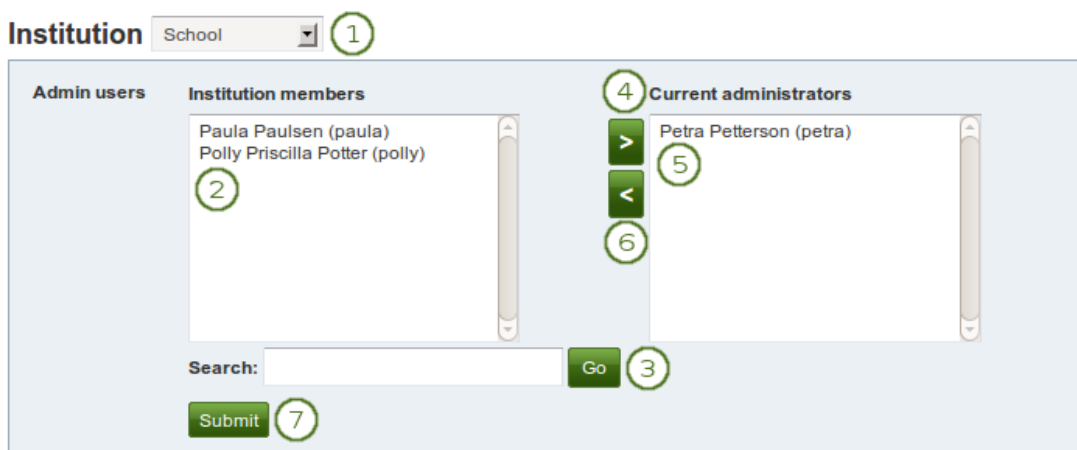 Institution School 1
Admin users Institution members 4 Current administrators
Paula Paulsen (paula) > Petra Petterson (petra)
Polly Priscilla Potter (polly) 5
2 <
6
Search: Go 3
Submit 7